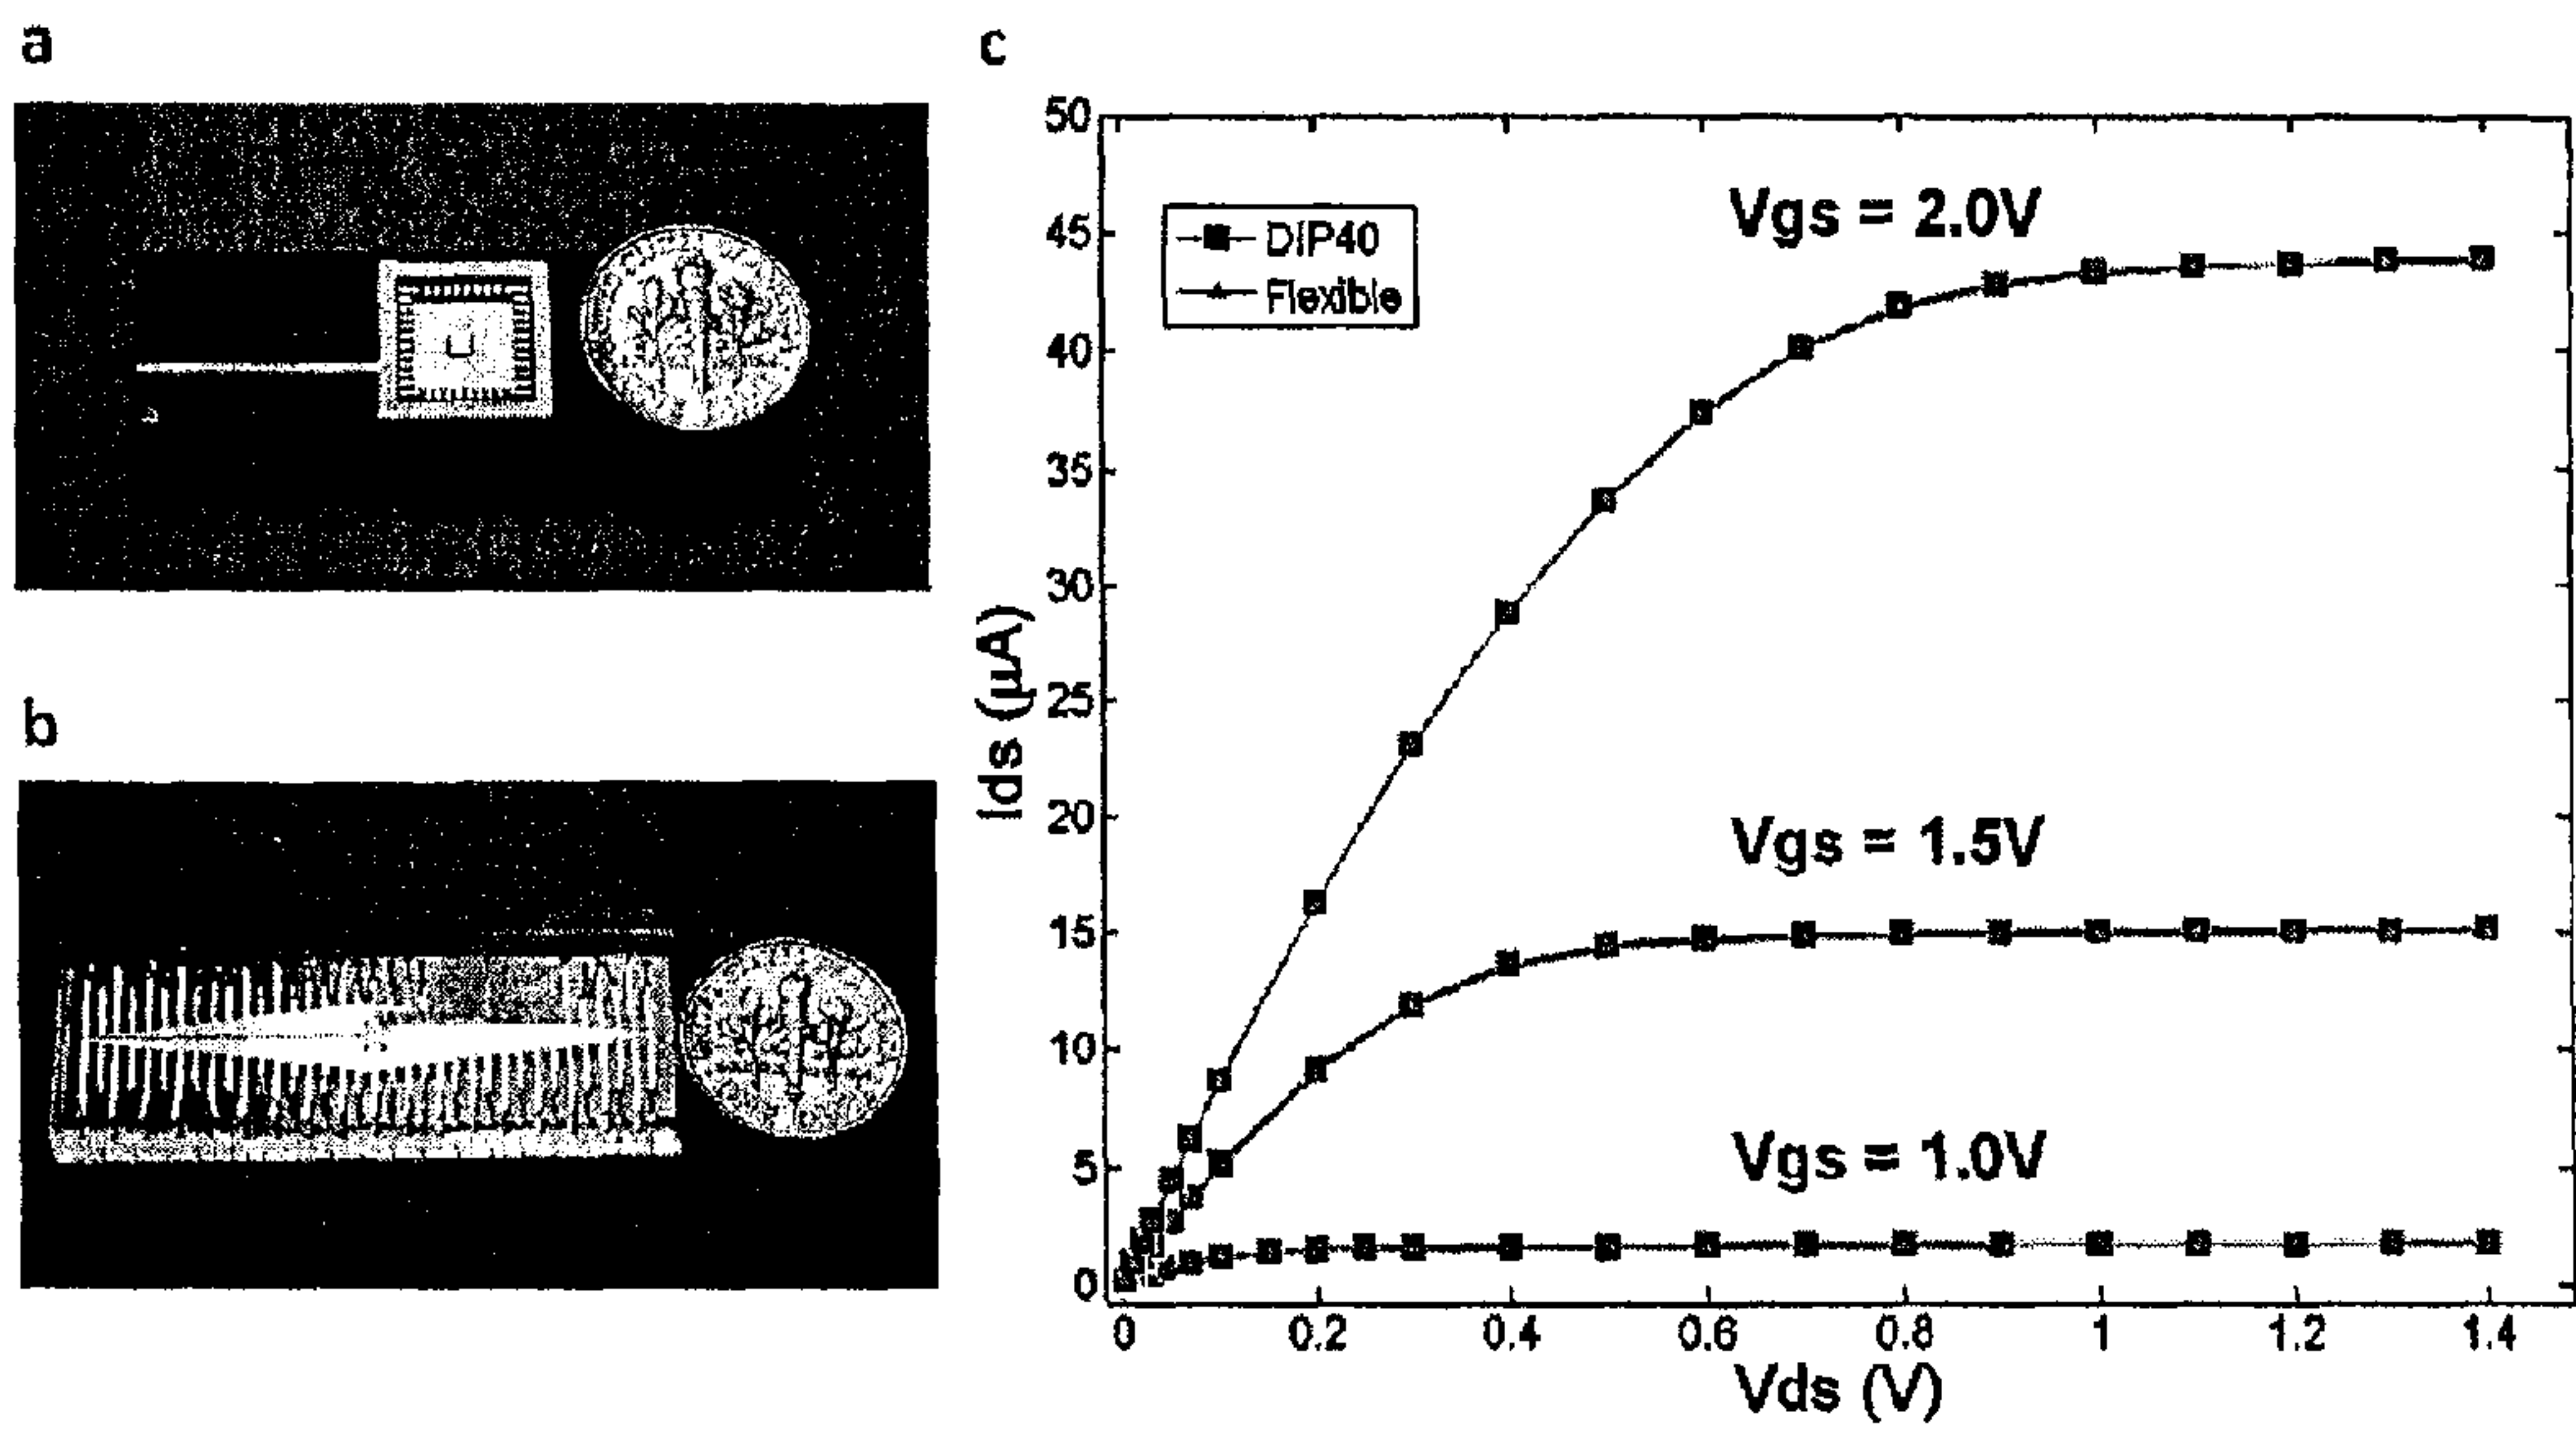 a
b
c
50
45
40
35
30
25
20
15
10
5
0
Ids (μA)
DIP40
Flexible
Vgs = 2.0V
Vgs = 1.5V
Vgs = 1.0V
0 0.2 0.4 0.6 0.8 1 1.2 1.4
Vds (V)